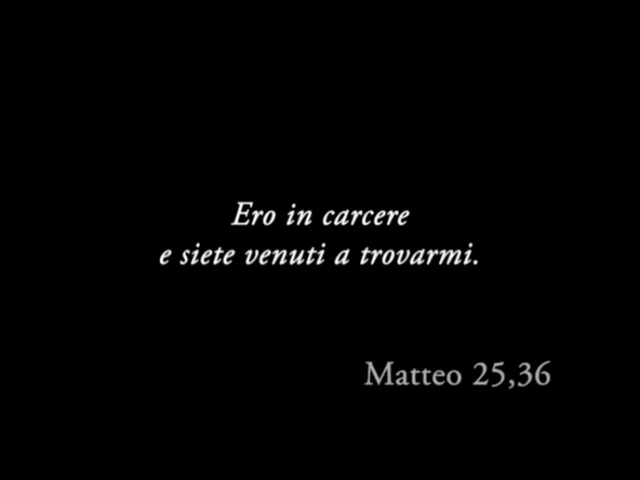 Ero in carcere
e siete venuti a trovarmi.
Matteo 25,36